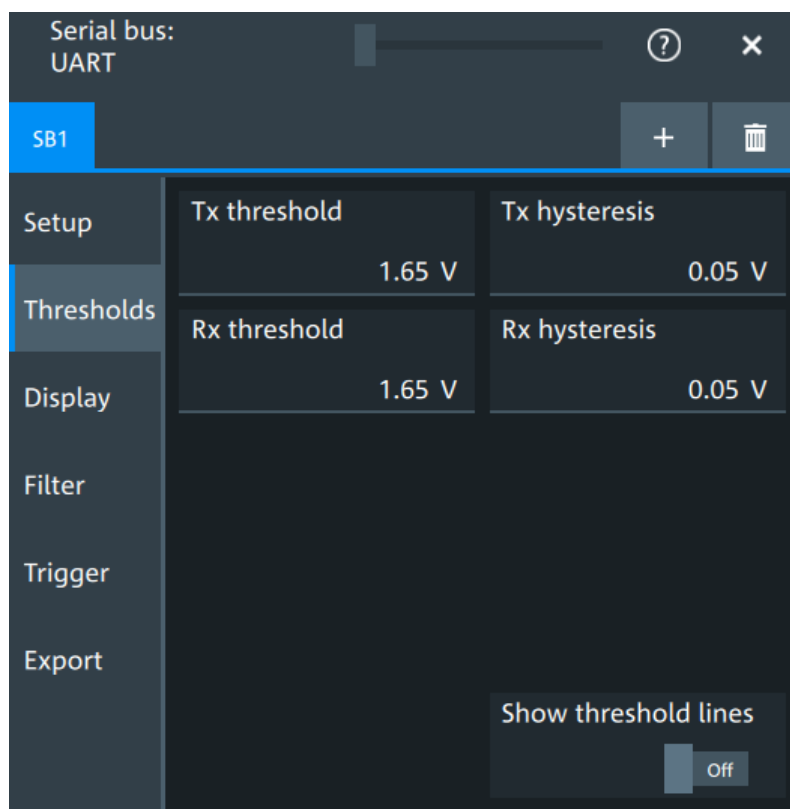 Serial bus:
UART
?
×
SB1
+
Setup
Tx threshold
1.65 V
Tx hysteresis
0.05 V
Thresholds
Rx threshold
1.65 V
Rx hysteresis
0.05 V
Display
Filter
Trigger
Export
Show threshold lines
Off